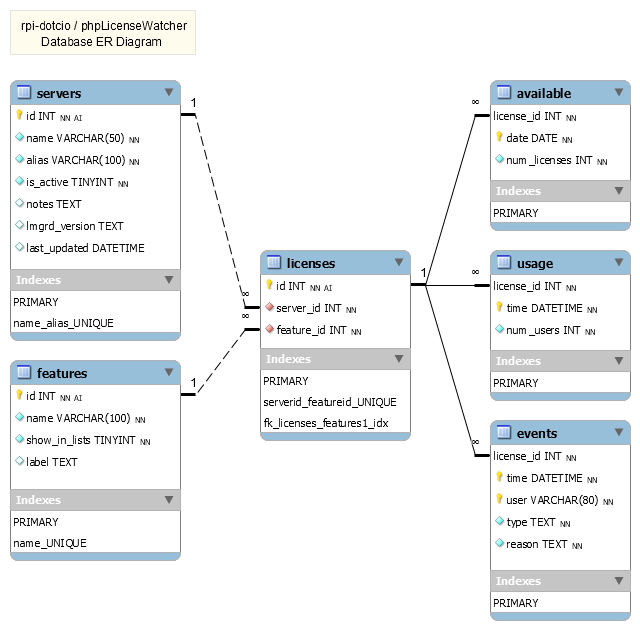 rpi-dotcio / phpLicenseWatcher
Database ER Diagram
servers
id INT NN AI
name VARCHAR(50) NN
alias VARCHAR(100) NN
is_active TINYINT NN
notes TEXT
lmgrd_version TEXT
last_updated DATETIME
Indexes
PRIMARY
name_alias_UNIQUE
1
∞
features
id INT NN AI
name VARCHAR(100) NN
show_in_lists TINYINT NN
label TEXT
Indexes
PRIMARY
name_UNIQUE
1
∞
licenses
id INT NN AI
server_id INT NN
feature_id INT NN
Indexes
PRIMARY
serverid_featureid_UNIQUE
fk_licenses_features1_idx
1
∞
available
license_id INT NN
date DATE NN
num_licenses INT NN
Indexes
PRIMARY
∞
usage
license_id INT NN
time DATETIME NN
num_users INT NN
Indexes
PRIMARY
∞
events
license_id INT NN
time DATETIME NN
user VARCHAR(80) NN
type TEXT NN
reason TEXT NN
Indexes
PRIMARY